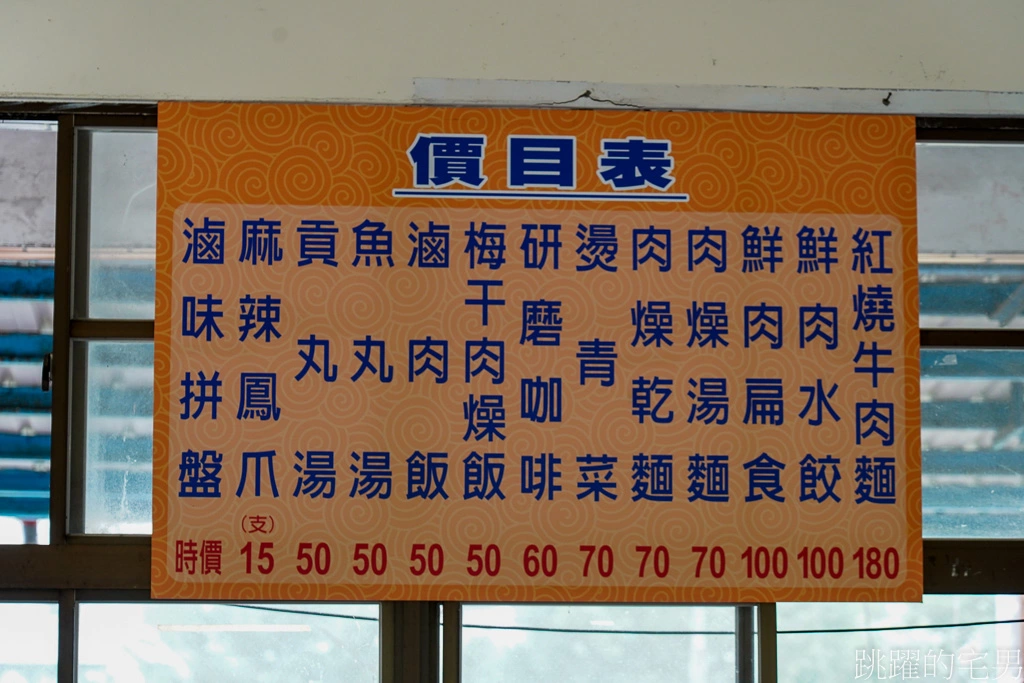 價目表
紅燒牛肉麵 180
鮮肉水餃 100
鮮肉扁食 100
肉燥湯麵 70
肉燥乾麵 70
燙青菜 70
研磨咖啡 60
梅干肉燥飯 50
滷肉飯 50
魚丸湯 50
貢丸湯 50
麻辣鳳爪 (支) 15
滷味拼盤 時價
跳躍的宅男